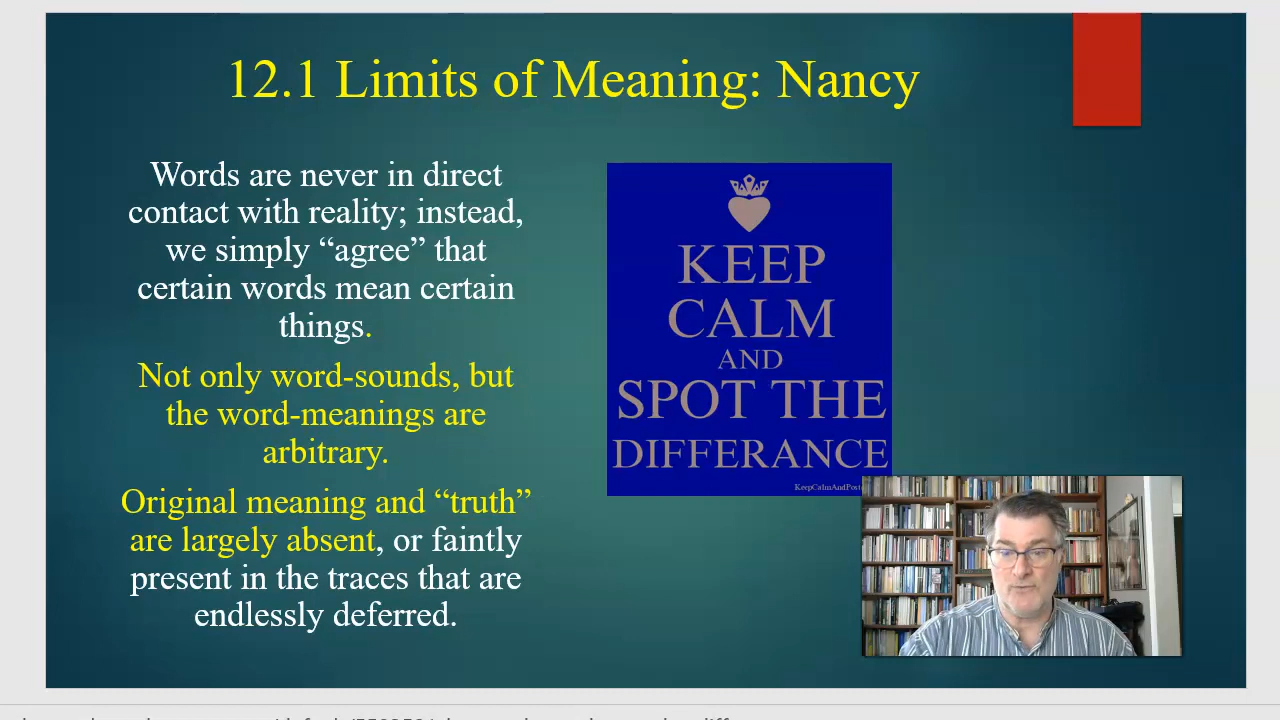 12.1 Limits of Meaning: Nancy
Words are never in direct
contact with reality; instead,
we simply “agree” that
certain words mean certain
things.
Not only word-sounds, but
the word-meanings are
arbitrary.
Original meaning and “truth”
are largely absent, or faintly
present in the traces that are
endlessly deferred.
KEEP
CALM
AND
SPOT THE
DIFFERANCE